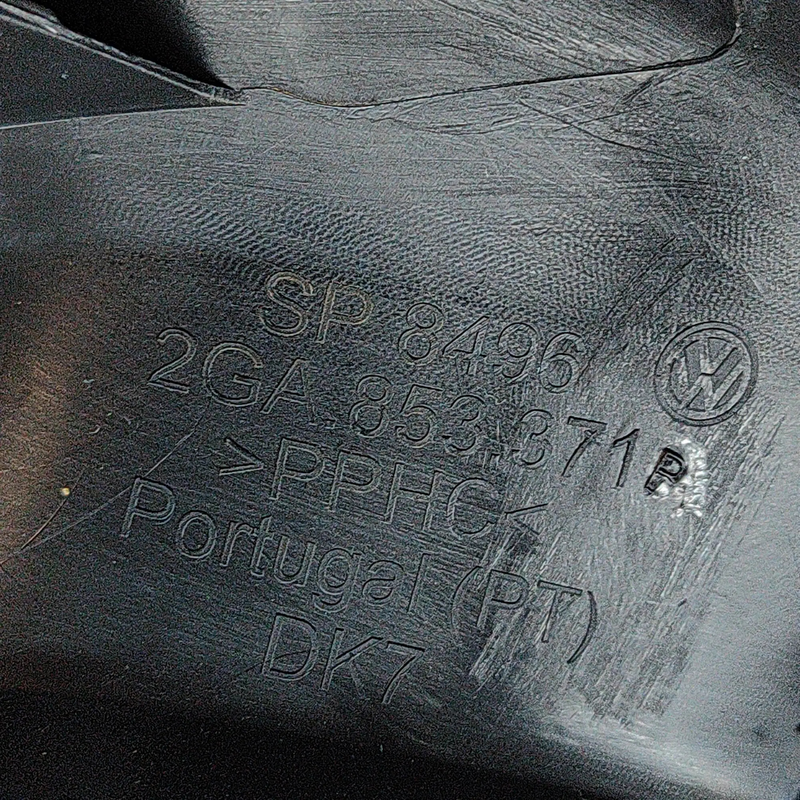 SP 8496
2GA.853.371 P
>PPHC<
Portugal (PT)
DK7